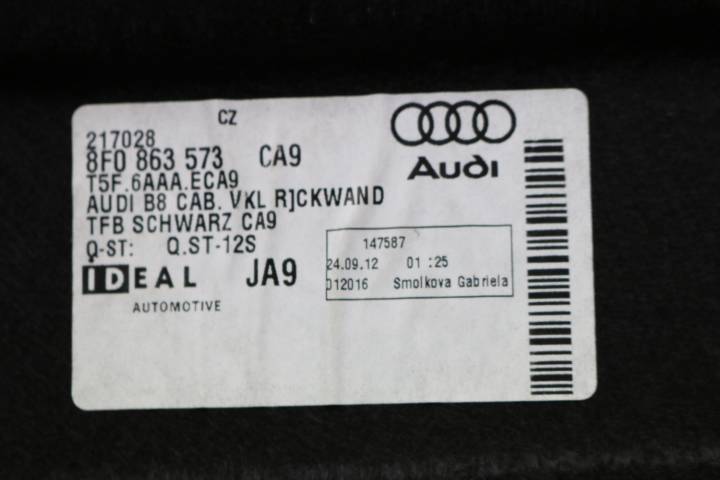 CZ
217028
8F0 863 573 CA9
T5F.6AAA.ECA9
AUDI B8 CAB. VKL R]CKWAND
TFB SCHWARZ CA9
Q-ST: Q.ST-12S
IDEAL JA9
AUTOMOTIVE
Audi
147587
24.09.12 01:25
012016 Smolkova Gabriela